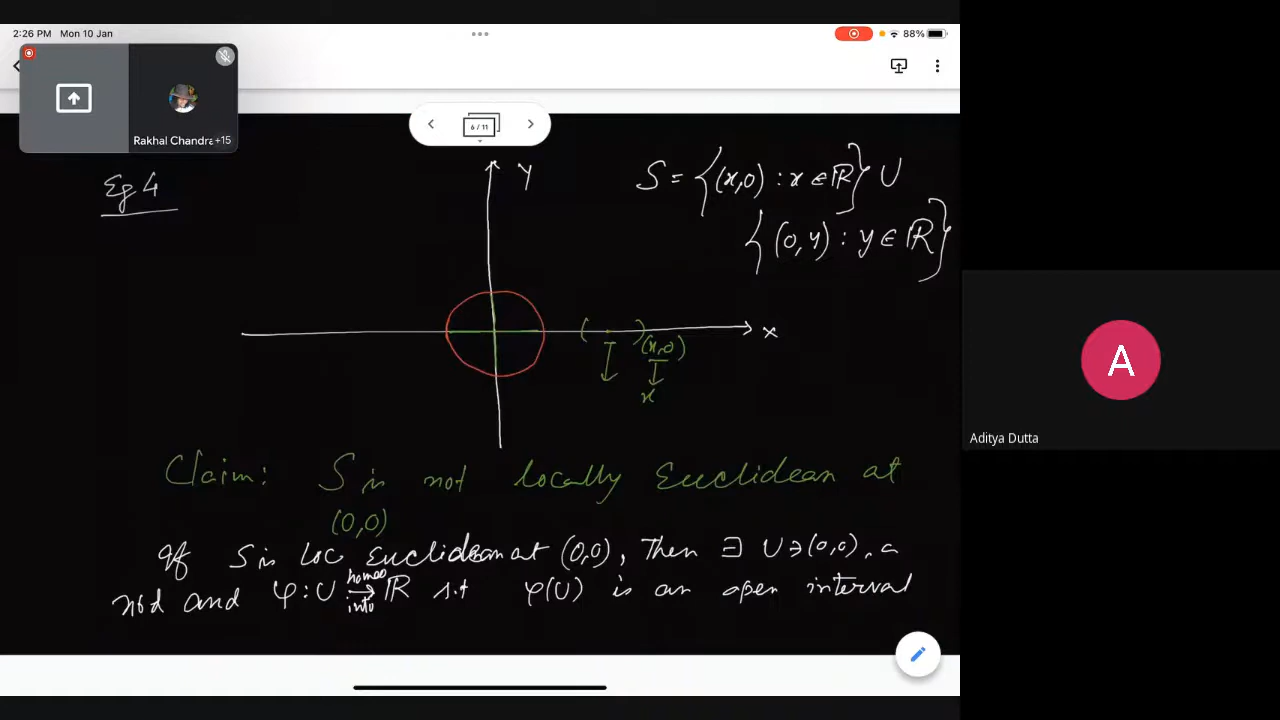 2:26 PM Mon 10 Jan
88%
Rakhal Chandra +15
6 / 11
Eg 4
Y
S = {(x,0) : x ∈ ℝ} ∪
{(0,y) : y ∈ ℝ}
( )
x
(x,0)
↓ ↓
x
Claim: S is not locally Euclidean at
(0,0)
If S is Loc Euclidean at (0,0), Then ∃ U ∋ (0,0), a
nbd and φ : U homeo → into ℝ s.t φ(U) is an open interval
A
Aditya Dutta